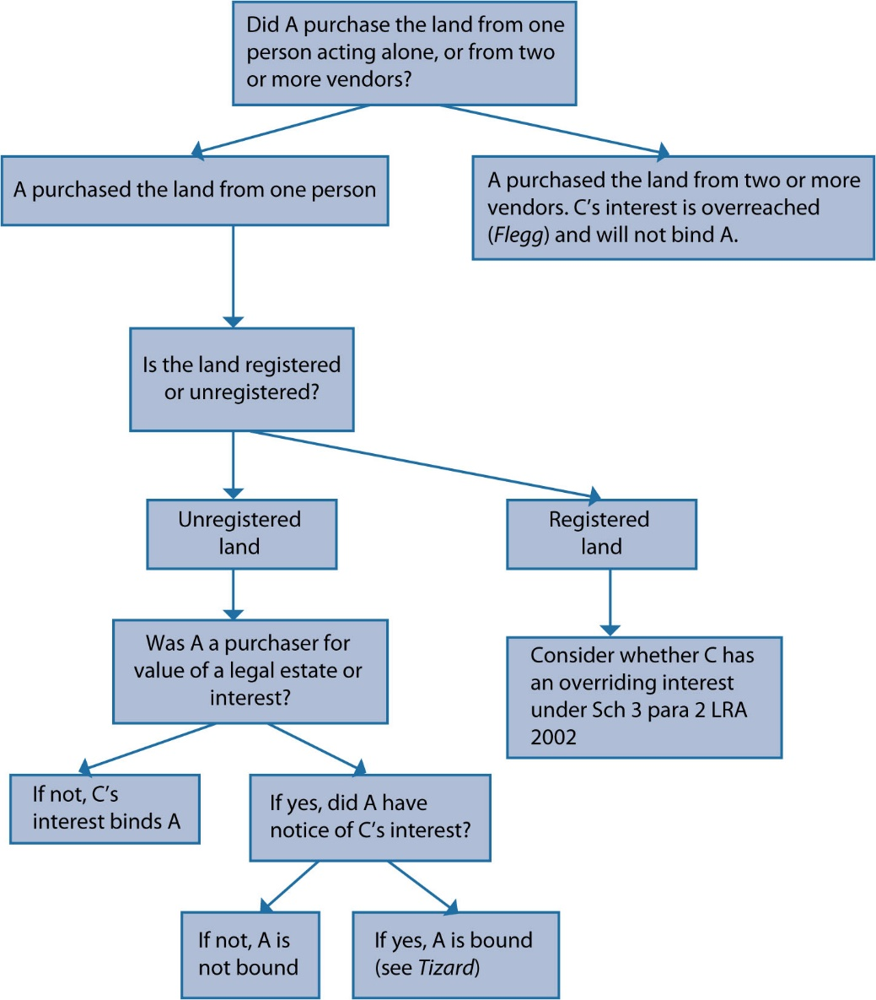 Did A purchase the land from one
person acting alone, or from two
or more vendors?
A purchased the land from one person
A purchased the land from two or more
vendors. C’s interest is overreached
(Flegg) and will not bind A.
Is the land registered
or unregistered?
Unregistered
land
Registered
land
Was A a purchaser for
value of a legal estate or
interest?
Consider whether C has
an overriding interest
under Sch 3 para 2 LRA
2002
If not, C’s
interest binds A
If yes, did A have
notice of C’s interest?
If not, A is
not bound
If yes, A is bound
(see Tizard)